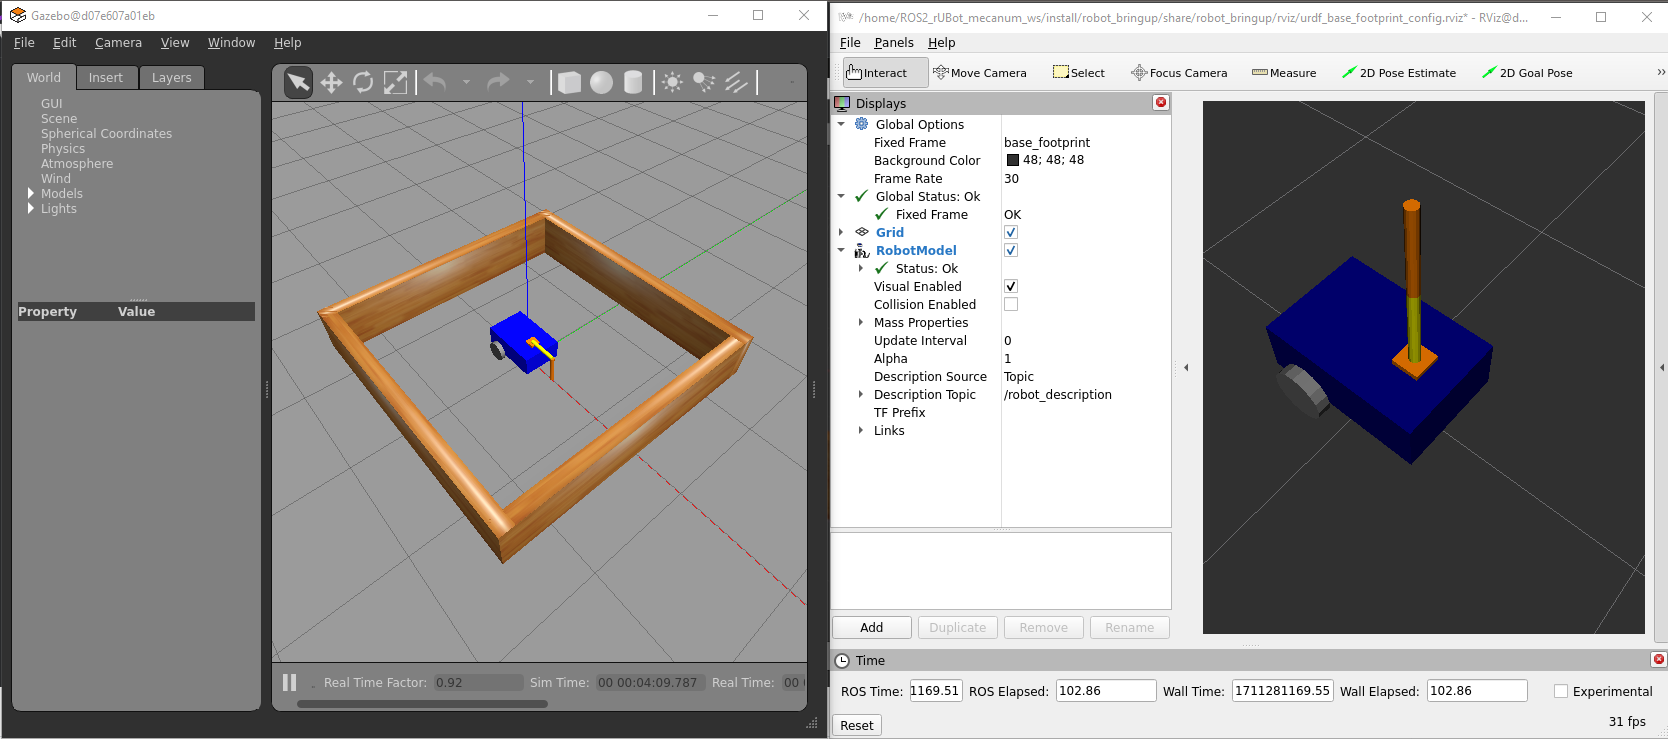 Gazebo@d07e607a01eb
File Edit Camera View Window Help
World Insert Layers
GUI
Scene
Spherical Coordinates
Physics
Atmosphere
Wind
Models
Lights
Property Value
Real Time Factor: 0.92 Sim Time: 00 00:04:09.787 Real Time: 00
/home/ROS2_rUBot_mecanum_ws/install/robot_bringup/share/robot_bringup/rviz/urdf_base_footprint_config.rviz* - RViz@d...
File Panels Help
Interact Move Camera Select Focus Camera Measure 2D Pose Estimate 2D Goal Pose »
Displays
Global Options
Fixed Frame base_footprint
Background Color 48; 48; 48
Frame Rate 30
Global Status: Ok
Fixed Frame OK
Grid
RobotModel
Status: Ok
Visual Enabled
Collision Enabled
Mass Properties
Update Interval 0
Alpha 1
Description Source Topic
Description Topic /robot_description
TF Prefix
Links
Add Duplicate Remove Rename
Time
ROS Time: 1169.51 ROS Elapsed: 102.86 Wall Time: 1711281169.55 Wall Elapsed: 102.86 Experimental
Reset 31 fps